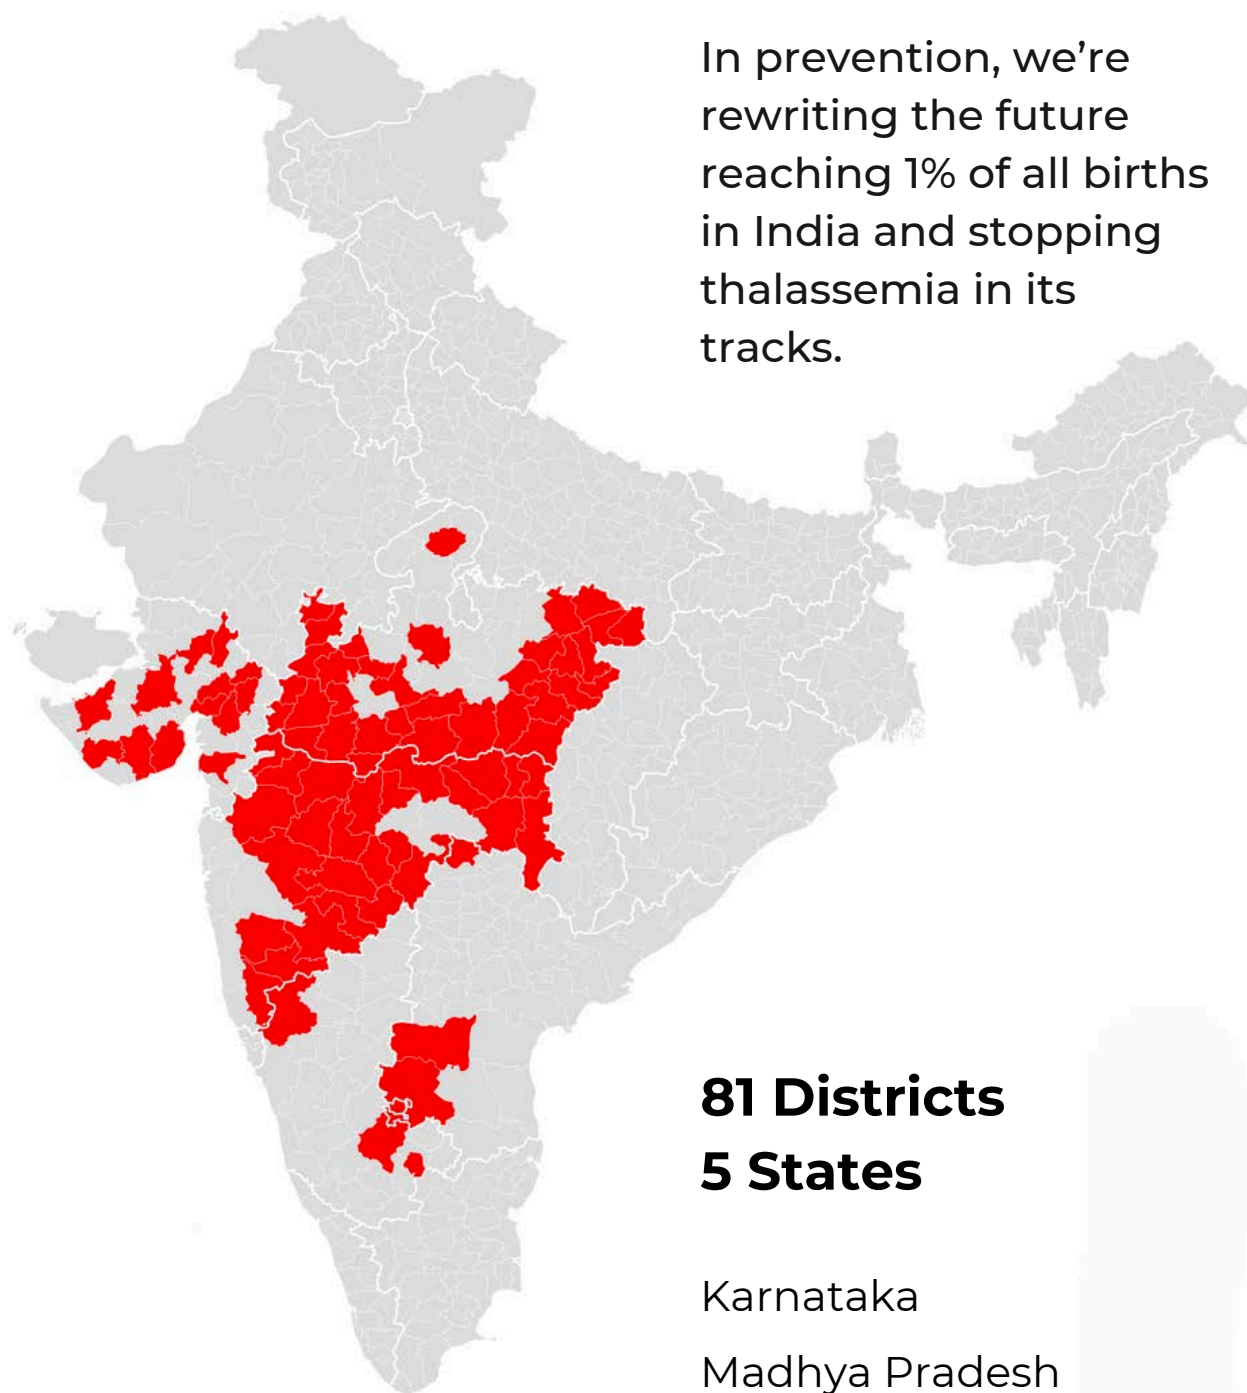 In prevention, we’re
rewriting the future
reaching 1% of all births
in India and stopping
thalassemia in its
tracks.
81 Districts
5 States
Karnataka
Madhya Pradesh